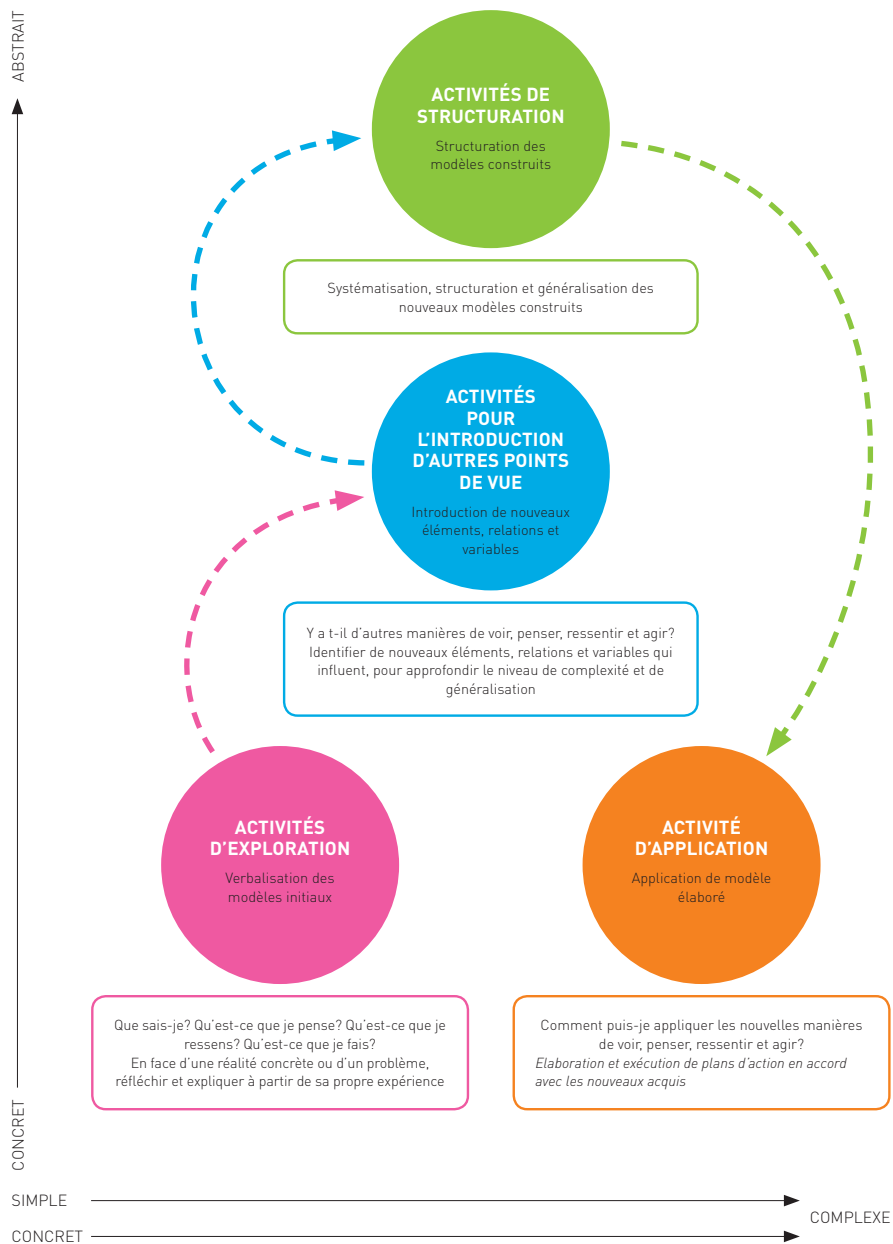 ABSTRAIT
ACTIVITÉS DE
STRUCTURATION
Structuration des
modèles construits
Systématisation, structuration et généralisation des
nouveaux modèles construits
ACTIVITÉS
POUR
L’INTRODUCTION
D’AUTRES POINTS
DE VUE
Introduction de nouveaux
éléments, relations et
variables
Y a t-il d’autres manières de voir, penser, ressentir et agir?
Identifier de nouveaux éléments, relations et variables qui
influent, pour approfondir le niveau de complexité et de
généralisation
ACTIVITÉS
D’EXPLORATION
Verbalisation des
modèles initiaux
Que sais-je? Qu’est-ce que je pense? Qu’est-ce que je
ressens? Qu’est-ce que je fais?
En face d’une réalité concrète ou d’un problème,
réfléchir et expliquer à partir de sa propre expérience
ACTIVITÉ
D’APPLICATION
Application de modèle
élaboré
Comment puis-je appliquer les nouvelles manières
de voir, penser, ressentir et agir?
Elaboration et exécution de plans d’action en accord
avec les nouveaux acquis
CONCRET
SIMPLE
CONCRET
COMPLEXE